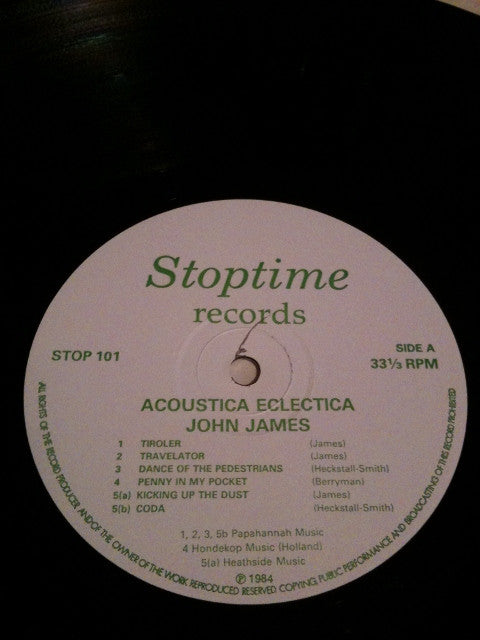 Stoptime
records
STOP 101
SIDE A
33⅓ RPM
ACOUSTICA ECLECTICA
JOHN JAMES
1 TIROLER (James)
2 TRAVELATOR (James)
3 DANCE OF THE PEDESTRIANS (Heckstall-Smith)
4 PENNY IN MY POCKET (Berryman)
5(a) KICKING UP THE DUST (James)
5(b) CODA (Heckstall-Smith)
1, 2, 3, 5b Papahannah Music
4 Hondekop Music (Holland)
5(a) Heathside Music
℗ 1984
ALL RIGHTS OF THE RECORD PRODUCER AND OF THE OWNER OF THE WORK REPRODUCED RESERVED COPYING, PUBLIC PERFORMANCE AND BROADCASTING OF THIS RECORD PROHIBITED